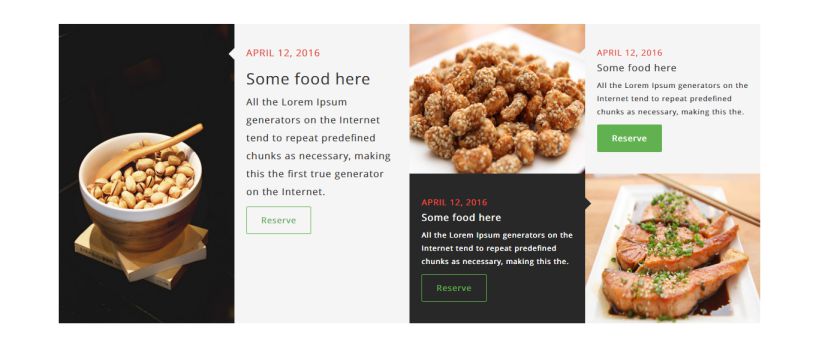 APRIL 12, 2016
Some food here
All the Lorem Ipsum
generators on the Internet
tend to repeat predefined
chunks as necessary, making
this the first true generator
on the Internet.
Reserve
APRIL 12, 2016
Some food here
All the Lorem Ipsum generators on the
Internet tend to repeat predefined
chunks as necessary, making this the.
Reserve
APRIL 12, 2016
Some food here
All the Lorem Ipsum generators on the
Internet tend to repeat predefined
chunks as necessary, making this the.
Reserve